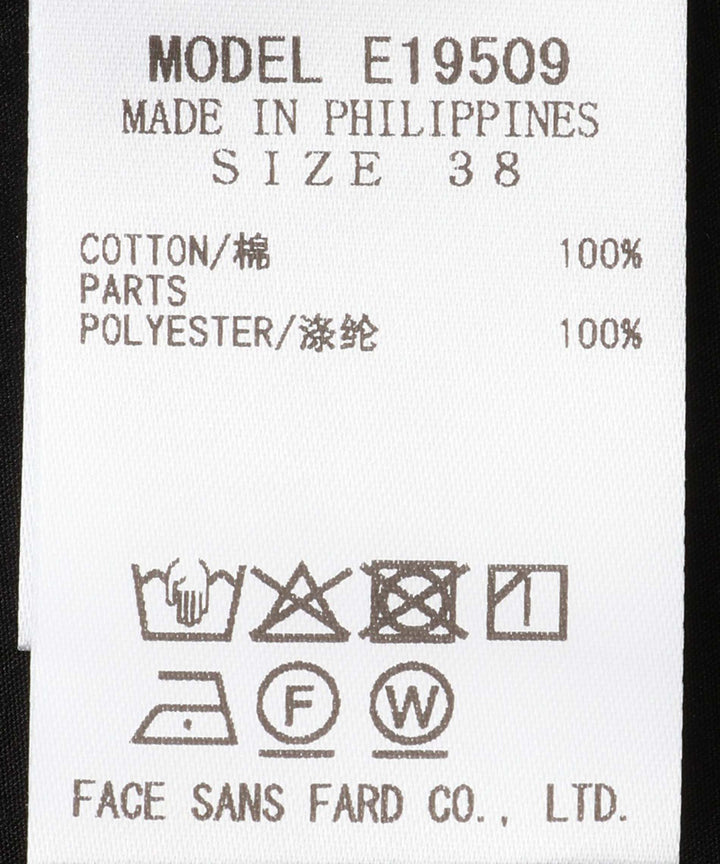 MODEL E19509
MADE IN PHILIPPINES
SIZE 38
COTTON/棉 100%
PARTS
POLYESTER/涤纶 100%
F W
FACE SANS FARD CO., LTD.